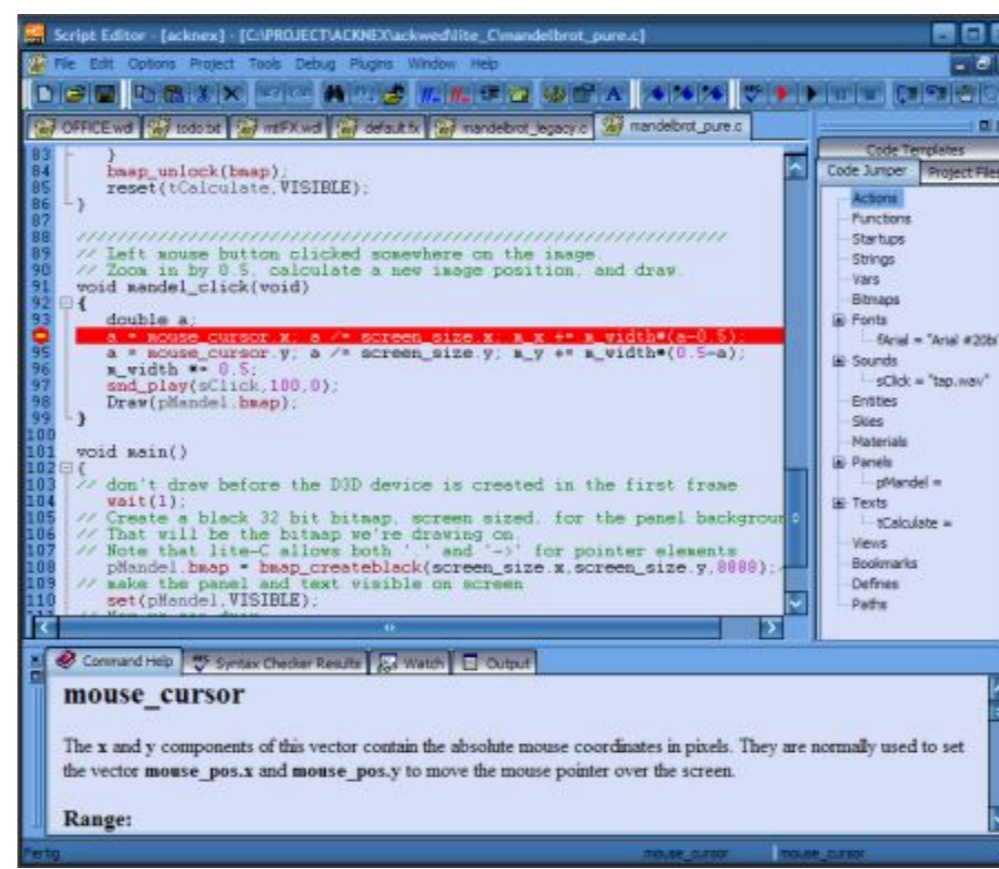 Script Editor - [acknex] - [C:\PROJECT\ACKNEX\ackwed\lite_C\mandelbrot_pure.c]
File Edit Options Project Tools Debug Plugins Window Help
OFFICE.wdl todo.txt mtlFX.wdl default.fx mandelbrot_legacy.c mandelbrot_pure.c
83 }
84 bmap_unlock(bmap);
85 reset(tCalculate,VISIBLE);
86 }
87
88 //////////////////////////////////////////////////////////////////
89 // Left mouse button clicked somewhere on the image.
90 // Zoom in by 0.5, calculate a new image position, and draw.
91 void mandel_click(void)
92 {
93 double a;
a = mouse_cursor.x; a /= screen_size.x; m_x += m_width*(a-0.5);
95 a = mouse_cursor.y; a /= screen_size.y; m_y += m_width*(0.5-a);
96 m_width *= 0.5;
97 snd_play(sClick,100,0);
98 Draw(pMandel.bmap);
99 }
100
101 void main()
102 {
103 // don't draw before the D3D device is created in the first frame
104 wait(1);
105 // Create a black 32 bit bitmap, screen sized, for the panel backgroun
106 // That will be the bitmap we're drawing on.
107 // Note that lite-C allows both '.' and '->' for pointer elements
108 pMandel.bmap = bmap_createblack(screen_size.x,screen_size.y,8888);
109 // make the panel and text visible on screen
110 set(pMandel,VISIBLE);
Code Templates
Code Jumper Project Files
Actions
Functions
Startups
Strings
Vars
Bitmaps
Fonts
fArial = "Arial #20b"
Sounds
sClick = "tap.wav"
Entities
Skies
Materials
Panels
pMandel =
Texts
tCalculate =
Views
Bookmarks
Defines
Paths
Command Help Syntax Checker Results Watch Output
mouse_cursor
The x and y components of this vector contain the absolute mouse coordinates in pixels. They are normally used to set
the vector mouse_pos.x and mouse_pos.y to move the mouse pointer over the screen.
Range:
Fertig mouse_cursor mouse_cursor